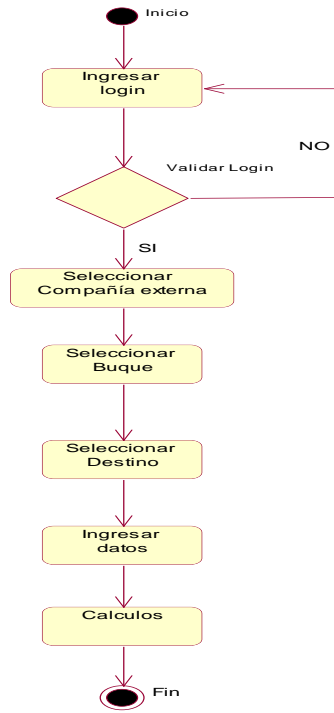 Inicio
Ingresar
login
NO
Validar Login
SI
Seleccionar
Compañía externa
Seleccionar
Buque
Seleccionar
Destino
Ingresar
datos
Calculos
Fin